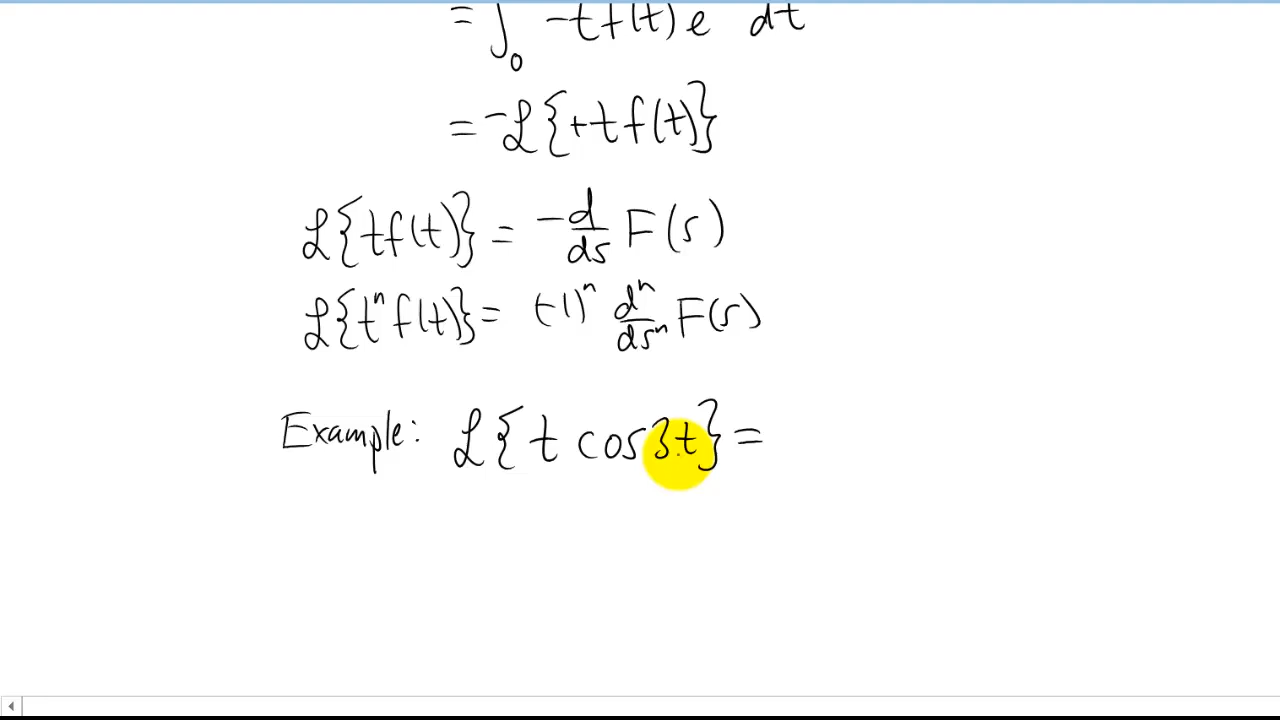 = ∫₀ -t f(t) e dt
= -ℒ{+t f(t)}
ℒ{t f(t)} = -d/ds F(s)
ℒ{tⁿ f(t)} = (-1)ⁿ dⁿ/dsⁿ F(s)
Example: ℒ{t cos 3t} =